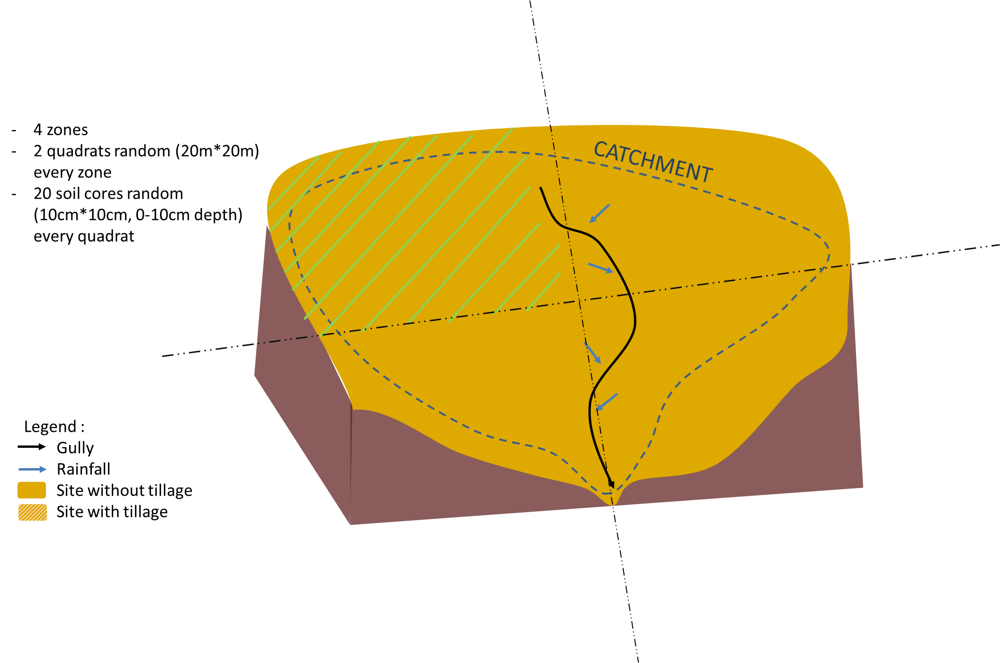 - 4 zones
- 2 quadrats random (20m*20m)
every zone
- 20 soil cores random
(10cm*10cm, 0-10cm depth)
every quadrat
CATCHMENT
Legend :
Gully
Rainfall
Site without tillage
Site with tillage